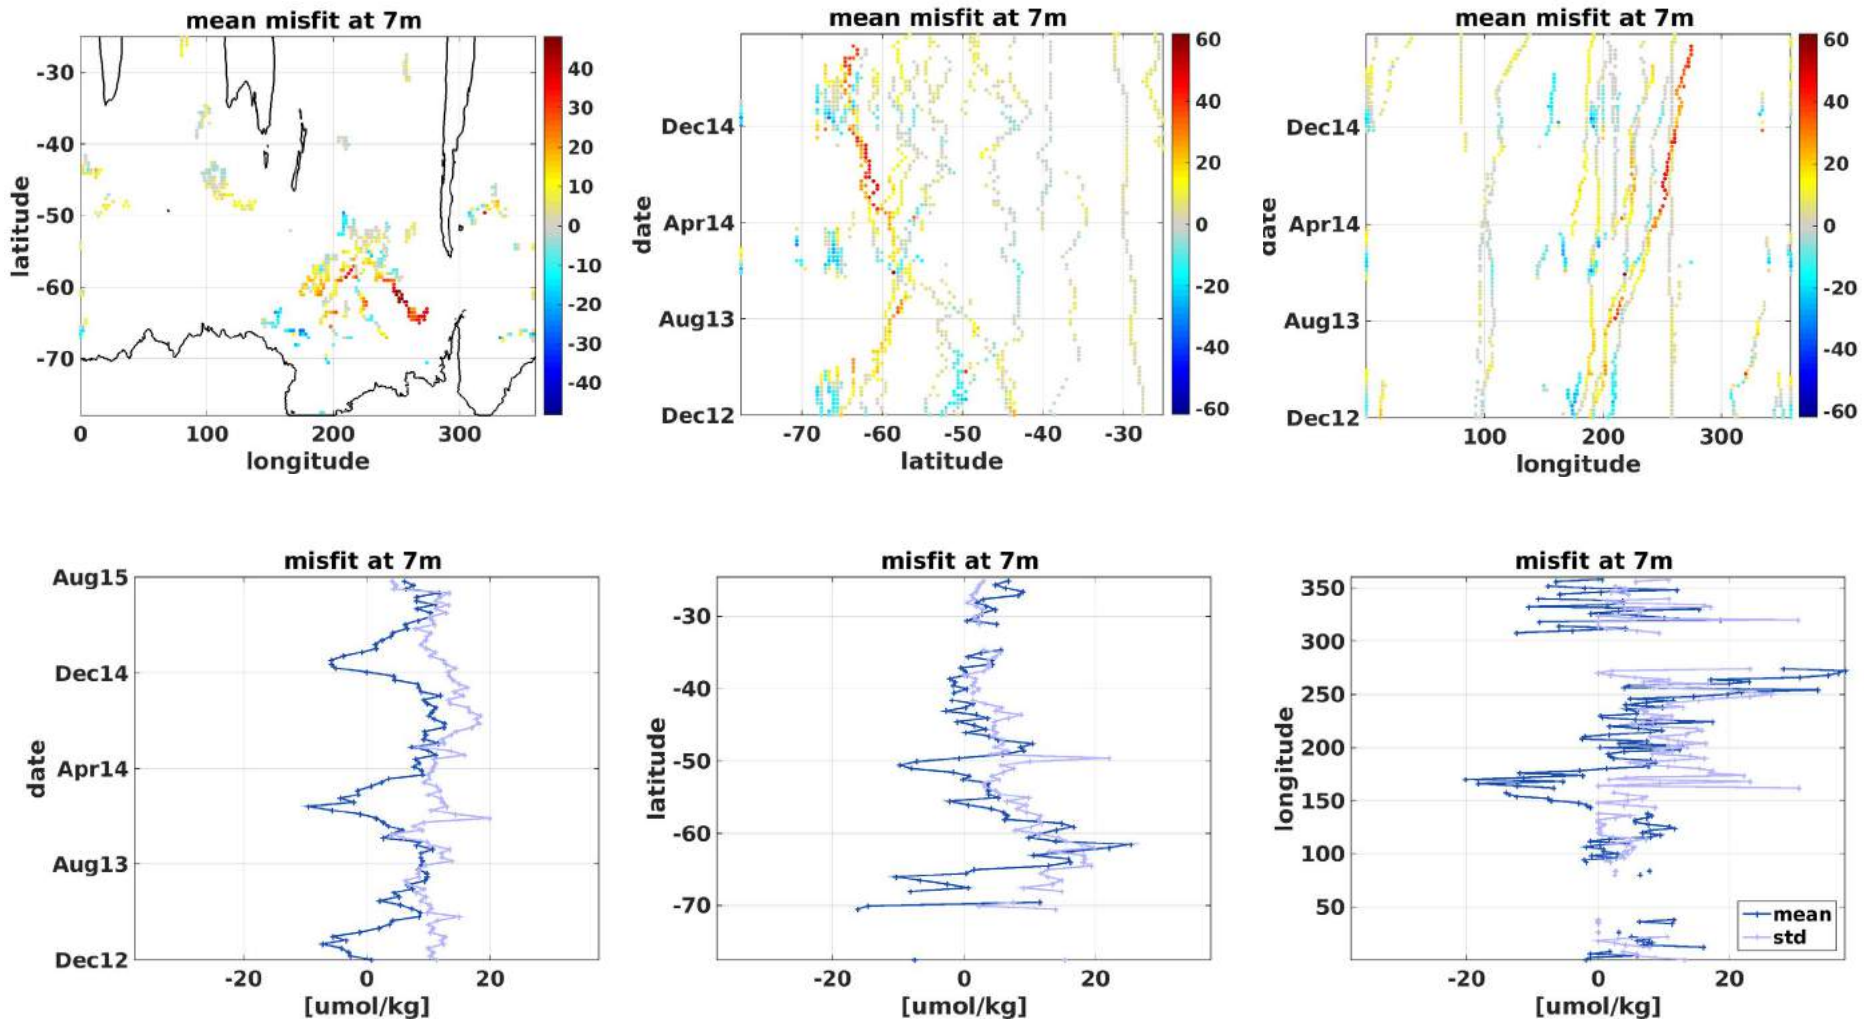 mean misfit at 7m
-30
-40
-50
-60
-70
latitude
0
100
200
300
longitude
40
30
20
10
0
-10
-20
-30
-40
mean misfit at 7m
Dec14
Apr14
Aug13
Dec12
date
-70
-60
-50
-40
-30
latitude
60
40
20
0
-20
-40
-60
mean misfit at 7m
Dec14
Apr14
Aug13
Dec12
date
100
200
300
longitude
60
40
20
0
-20
-40
-60
misfit at 7m
Aug15
Dec14
Apr14
Aug13
Dec12
date
-20
0
20
[umol/kg]
misfit at 7m
-30
-40
-50
-60
-70
latitude
-20
0
20
[umol/kg]
misfit at 7m
350
300
250
200
150
100
50
longitude
-20
0
20
[umol/kg]
mean
std